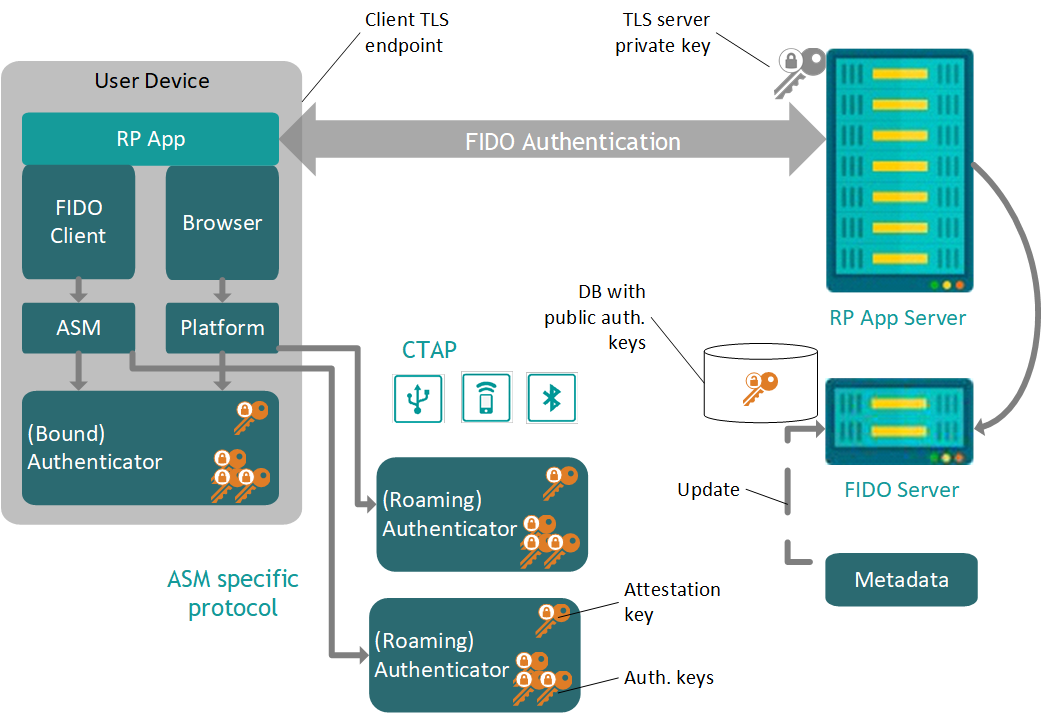 Client TLS
endpoint
TLS server
private key
User Device
RP App
FIDO Authentication
FIDO
Client
Browser
RP App Server
DB with
public auth.
keys
ASM
Platform
CTAP
(Bound)
Authenticator
(Roaming)
Authenticator
Update
FIDO Server
ASM specific
protocol
Metadata
Attestation
key
(Roaming)
Authenticator
Auth. keys